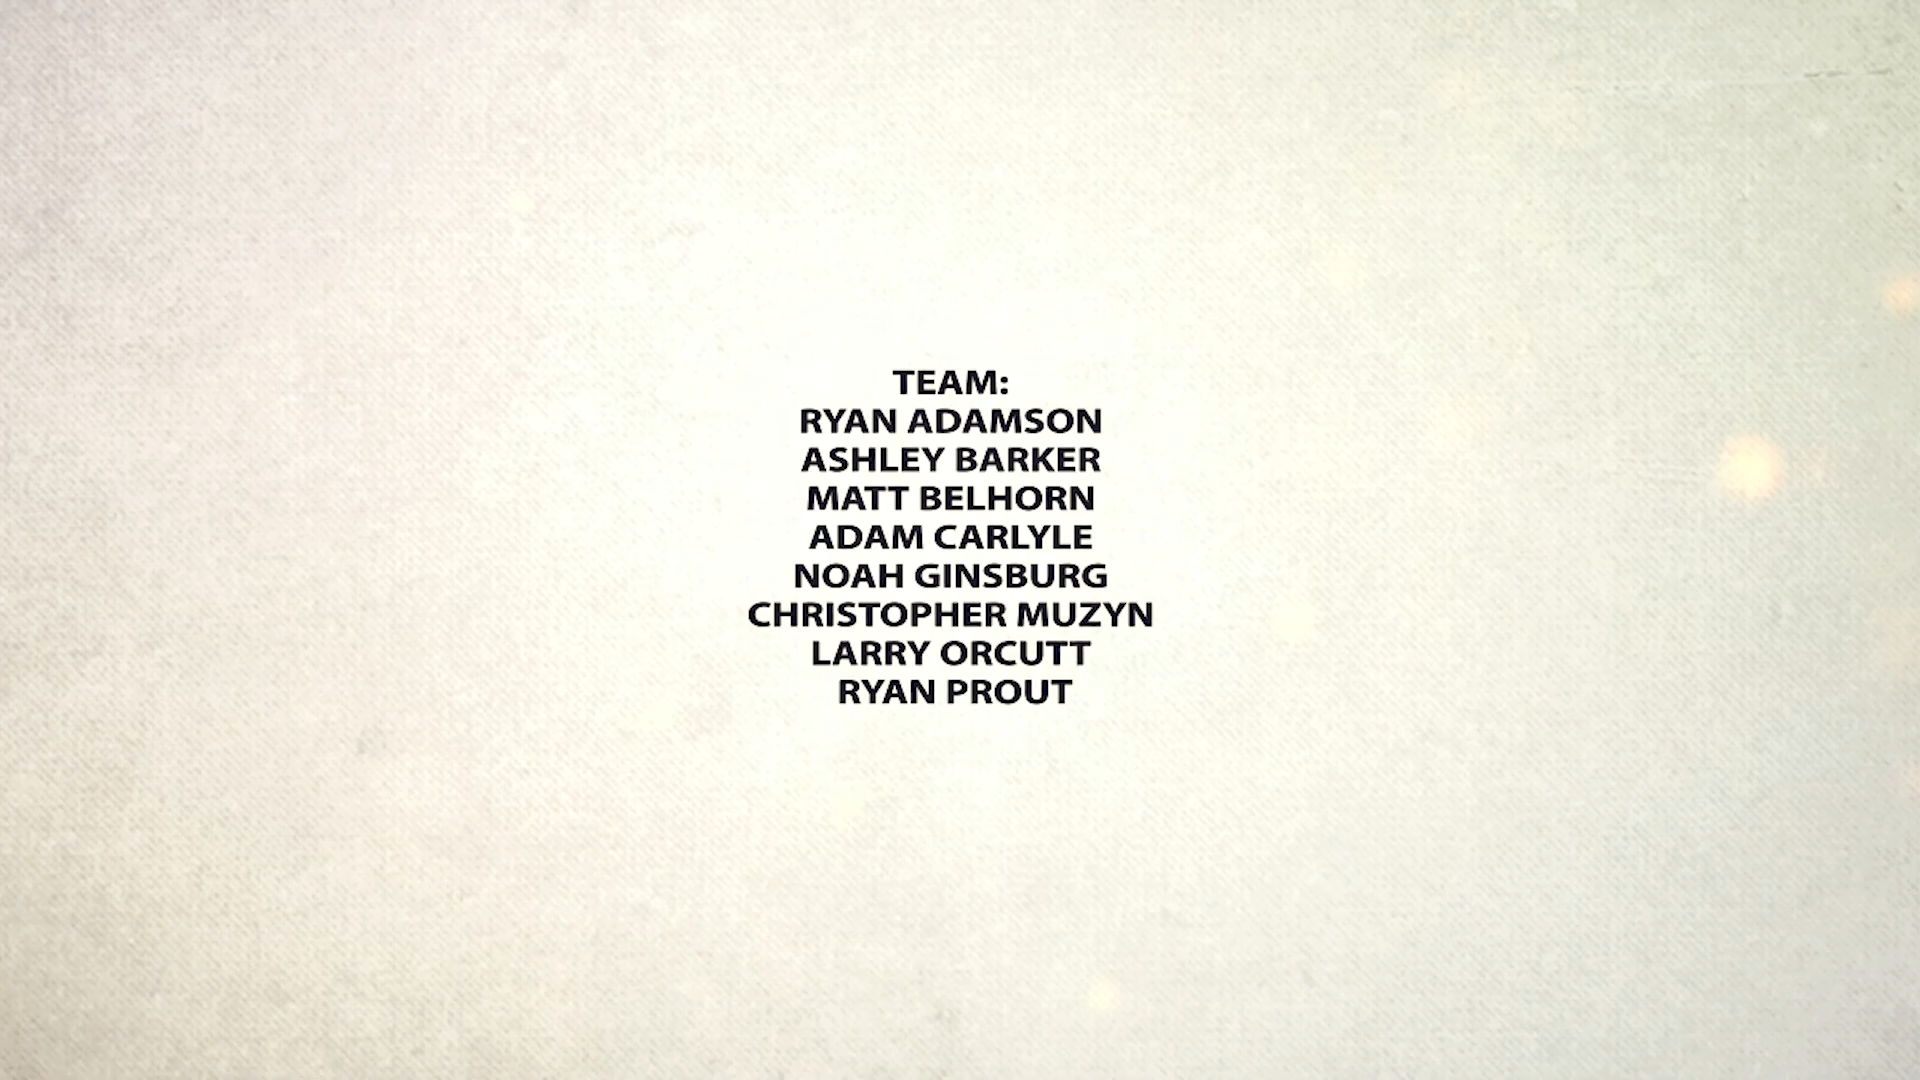 TEAM:
RYAN ADAMSON
ASHLEY BARKER
MATT BELHORN
ADAM CARLYLE
NOAH GINSBURG
CHRISTOPHER MUZYN
LARRY ORCUTT
RYAN PROUT